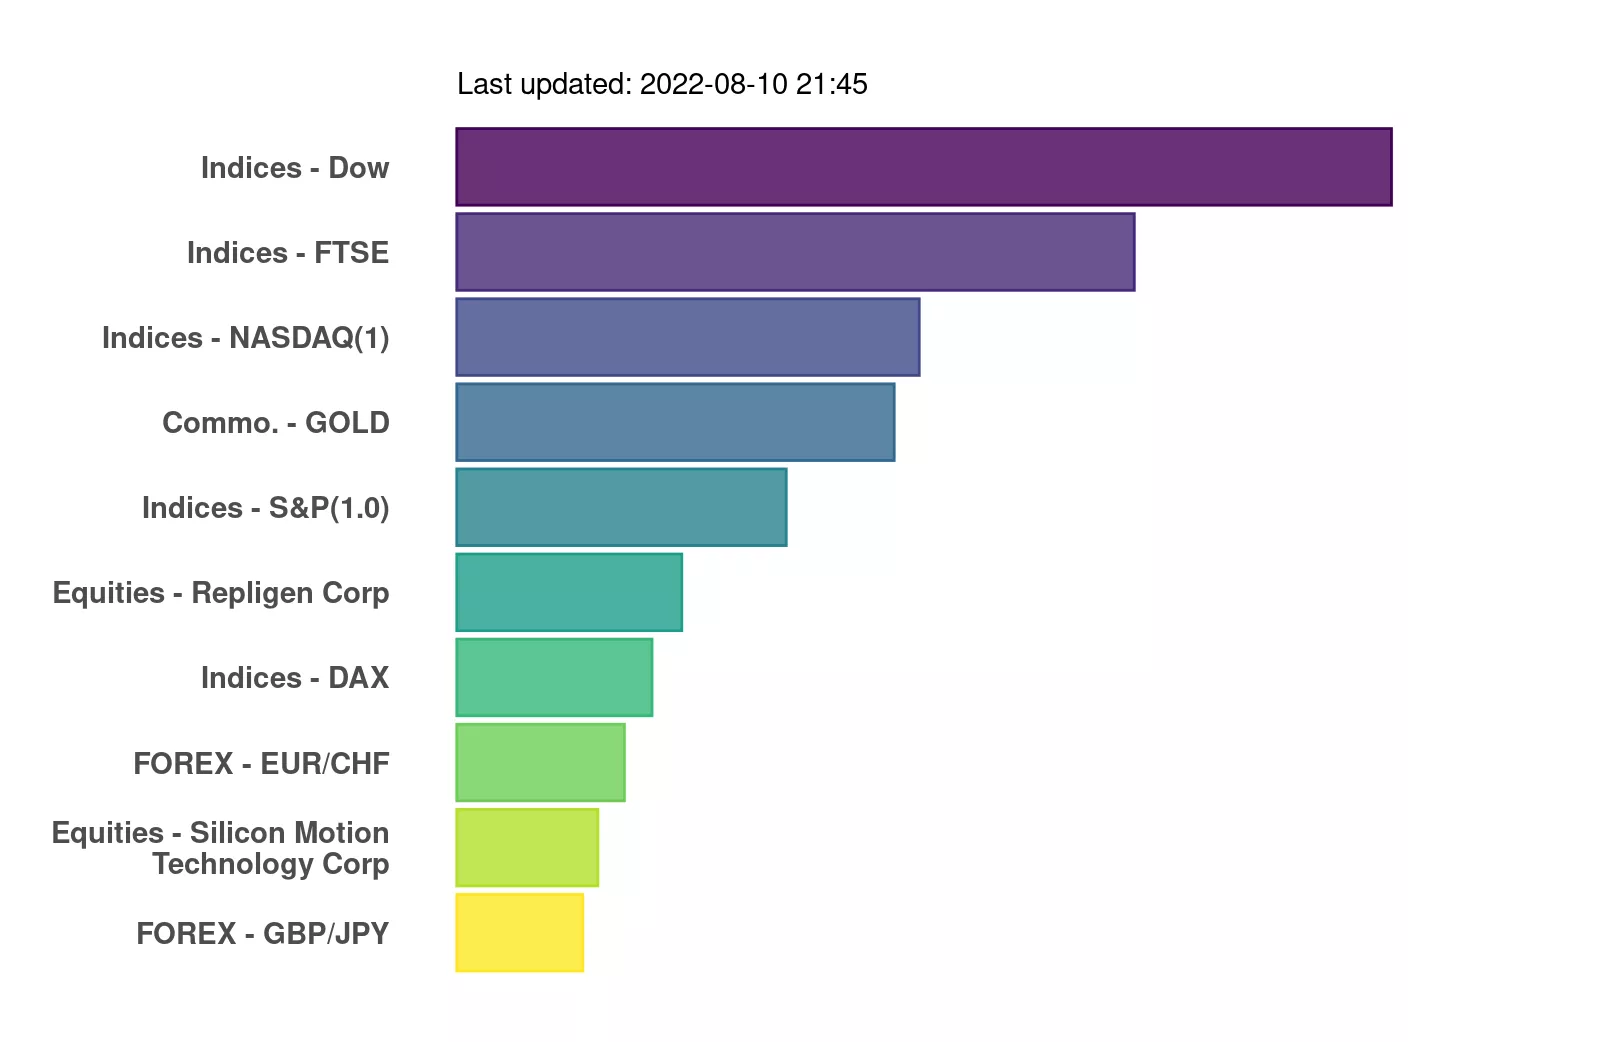 Last updated: 2022-08-10 21:45
Indices - Dow
Indices - FTSE
Indices - NASDAQ(1)
Commo. - GOLD
Indices - S&P(1.0)
Equities - Repligen Corp
Indices - DAX
FOREX - EUR/CHF
Equities - Silicon Motion
Technology Corp
FOREX - GBP/JPY